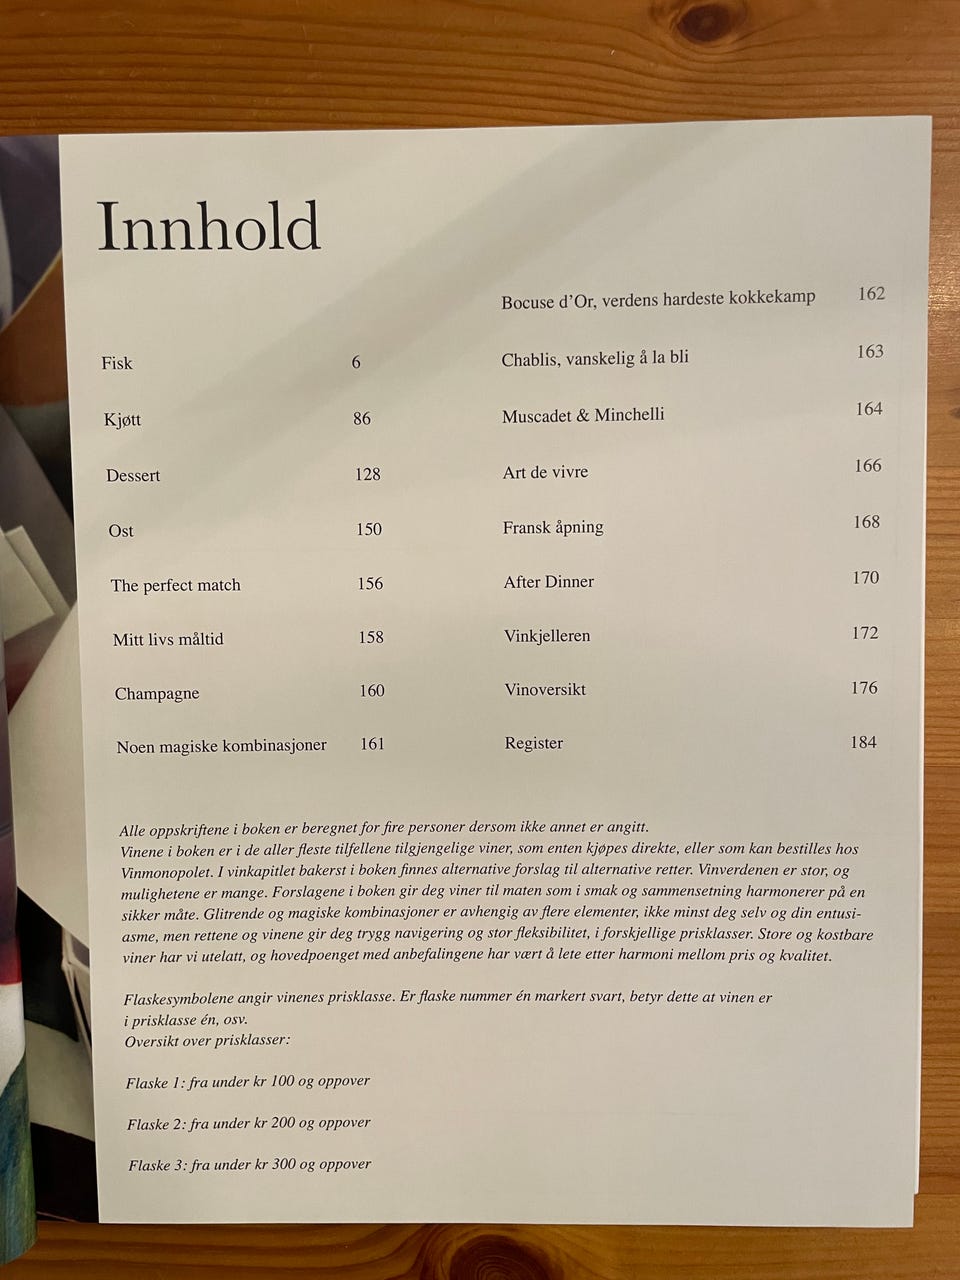 Innhold
Fisk 6
Kjøtt 86
Dessert 128
Ost 150
The perfect match 156
Mitt livs måltid 158
Champagne 160
Noen magiske kombinasjoner 161
Bocuse d’Or, verdens hardeste kokkekamp 162
Chablis, vanskelig å la bli 163
Muscadet & Minchelli 164
Art de vivre 166
Fransk åpning 168
After Dinner 170
Vinkjelleren 172
Vinoversikt 176
Register 184
Alle oppskriftene i boken er beregnet for fire personer dersom ikke annet er angitt.
Vinene i boken er i de aller fleste tilfellene tilgjengelige viner, som enten kjøpes direkte, eller som kan bestilles hos
Vinmonopolet. I vinkapitlet bakerst i boken finnes alternative forslag til alternative retter. Vinverdenen er stor, og
mulighetene er mange. Forslagene i boken gir deg viner til maten som i smak og sammensetning harmonerer på en
sikker måte. Glitrende og magiske kombinasjoner er avhengig av flere elementer, ikke minst deg selv og din entusi-
asme, men rettene og vinene gir deg trygg navigering og stor fleksibilitet, i forskjellige prisklasser. Store og kostbare
viner har vi utelatt, og hovedpoenget med anbefalingene har vært å lete etter harmoni mellom pris og kvalitet.
Flaskesymbolene angir vinenes prisklasse. Er flaske nummer én markert svart, betyr dette at vinen er
i prisklasse én, osv.
Oversikt over prisklasser:
Flaske 1: fra under kr 100 og oppover
Flaske 2: fra under kr 200 og oppover
Flaske 3: fra under kr 300 og oppover